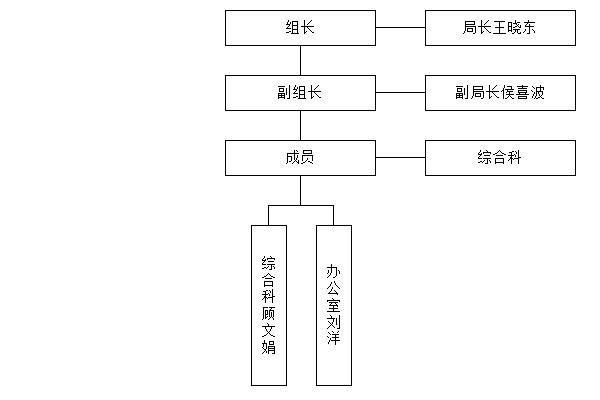 组长
局长王晓东
副组长
副局长侯喜波
成员
综合科
综合科顾文娟
办公室刘洋